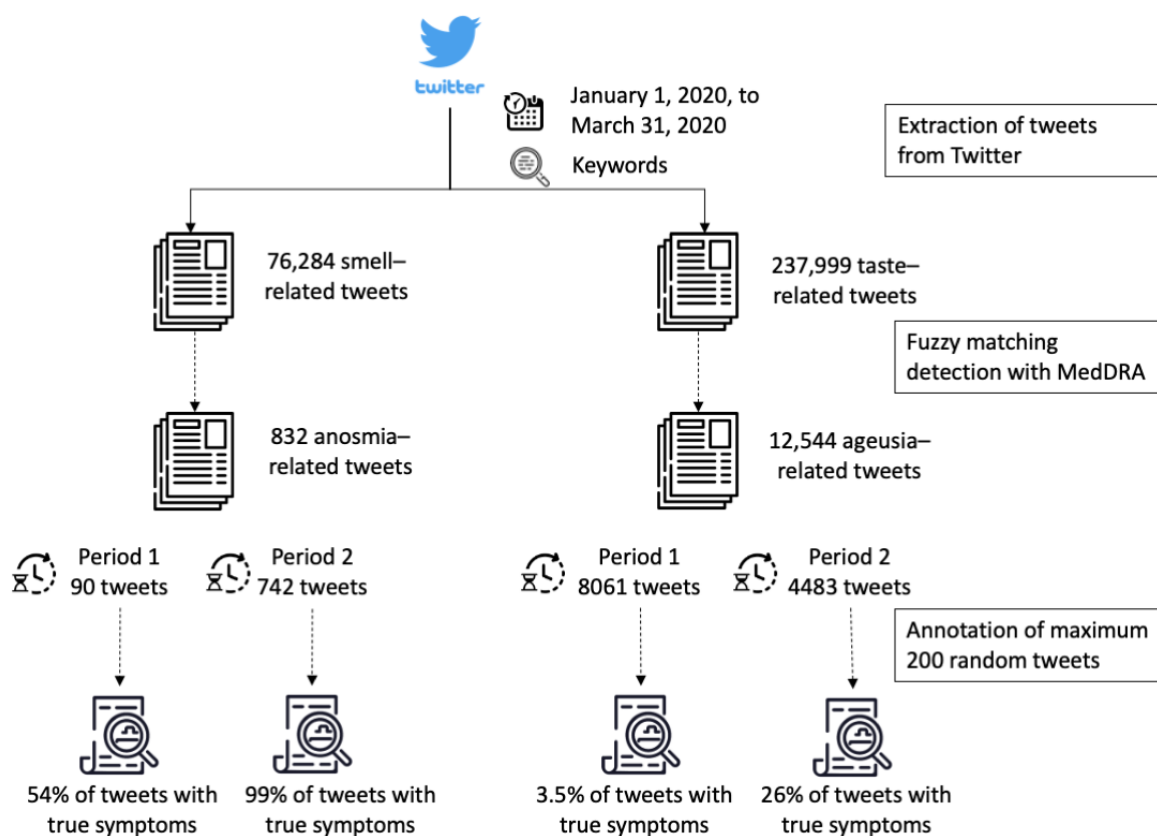 twitter
January 1, 2020, to
March 31, 2020
Keywords
Extraction of tweets
from Twitter
76,284 smell–
related tweets
237,999 taste–
related tweets
Fuzzy matching
detection with MedDRA
832 anosmia–
related tweets
12,544 ageusia–
related tweets
Period 1
90 tweets
Period 2
742 tweets
Period 1
8061 tweets
Period 2
4483 tweets
Annotation of maximum
200 random tweets
54% of tweets with
true symptoms
99% of tweets with
true symptoms
3.5% of tweets with
true symptoms
26% of tweets with
true symptoms